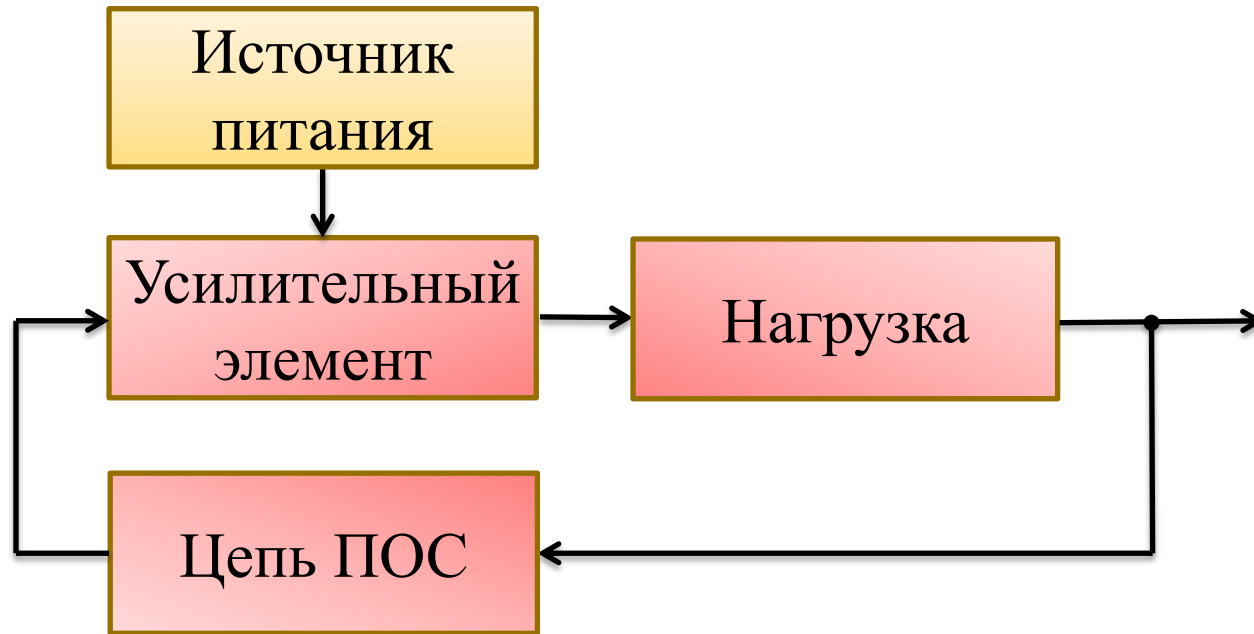 Источник
питания
Усилительный
элемент
Нагрузка
Цепь ПОС